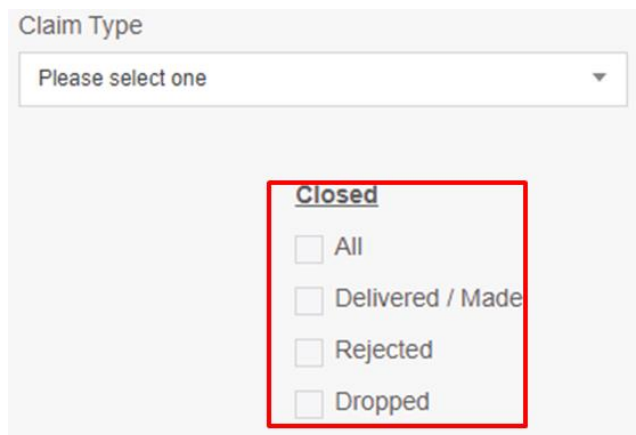 Claim Type
Please select one
Closed
All
Delivered / Made
Rejected
Dropped